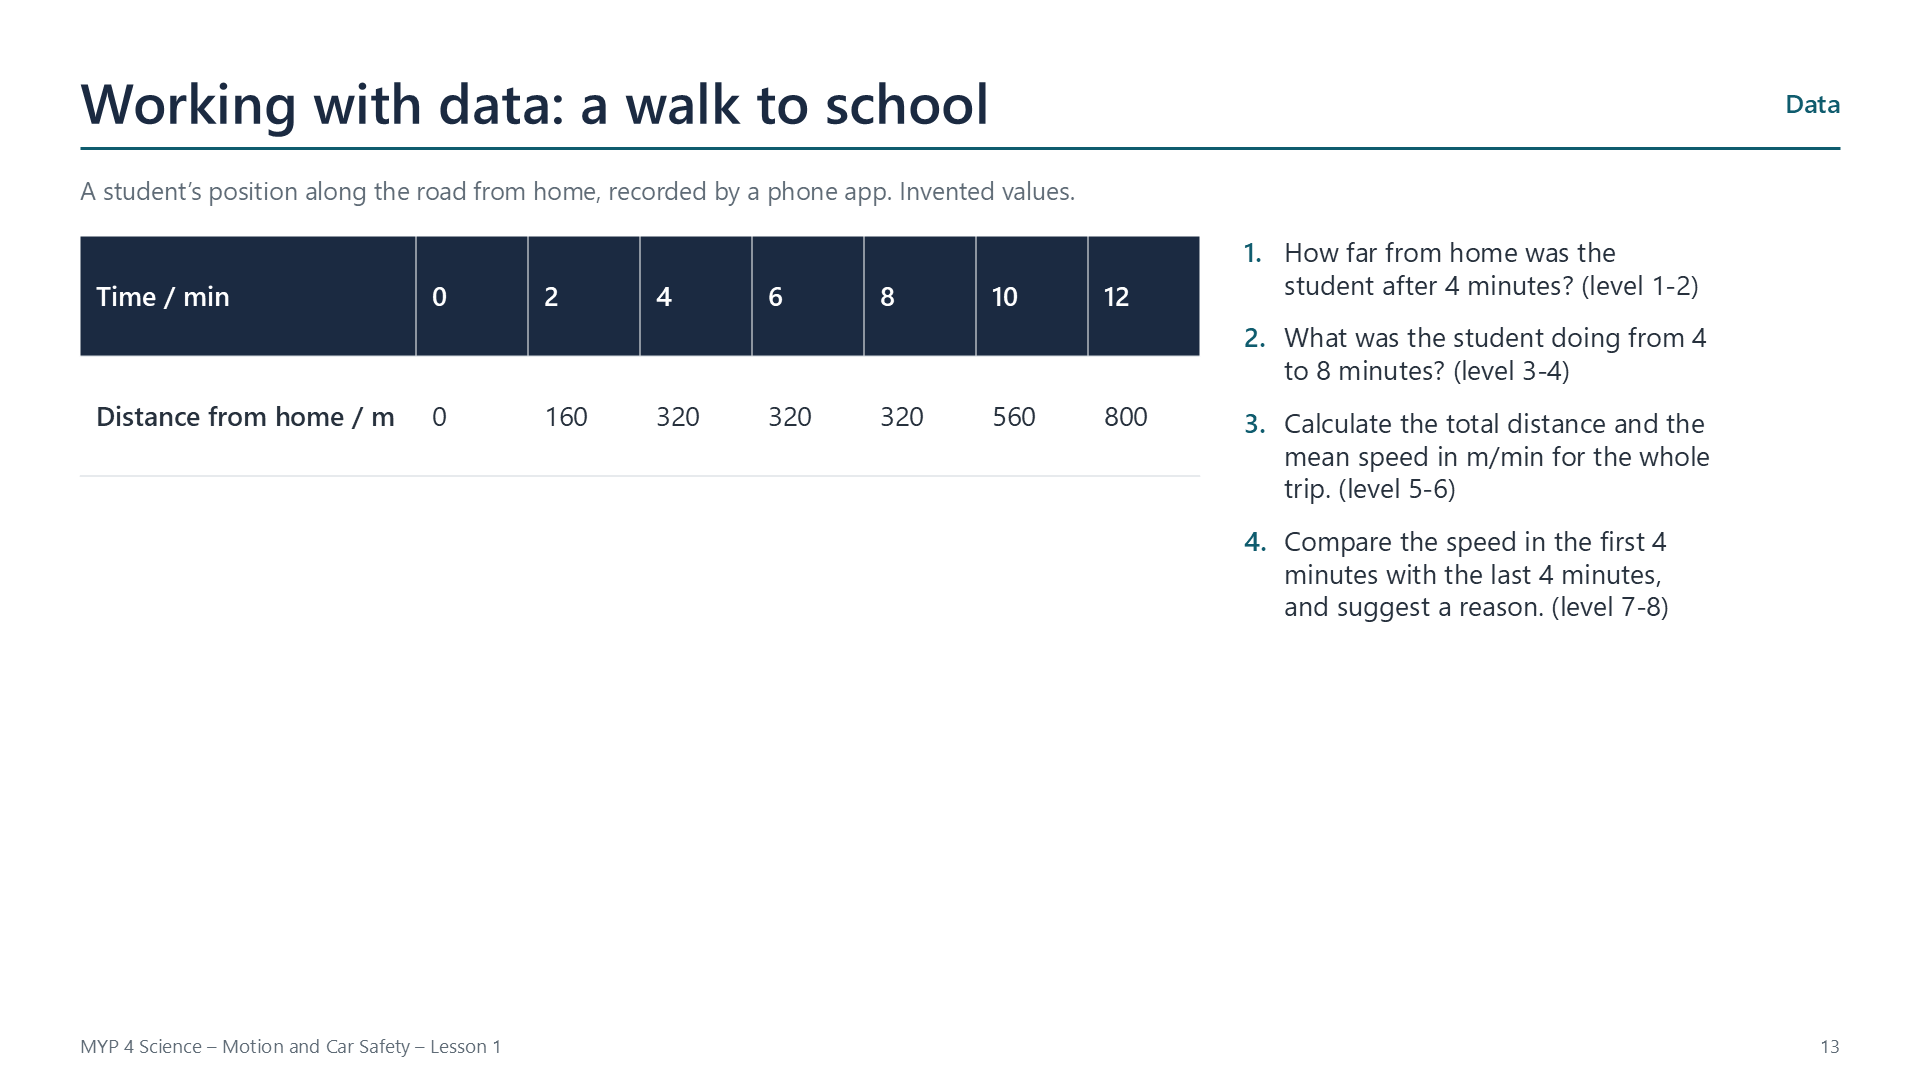 Working with data: a walk to school
Data
A student’s position along the road from home, recorded by a phone app. Invented values.
Time / min 0 2 4 6 8 10 12
Distance from home / m 0 160 320 320 320 560 800
1. How far from home was the
student after 4 minutes? (level 1-2)
2. What was the student doing from 4
to 8 minutes? (level 3-4)
3. Calculate the total distance and the
mean speed in m/min for the whole
trip. (level 5-6)
4. Compare the speed in the first 4
minutes with the last 4 minutes,
and suggest a reason. (level 7-8)
MYP 4 Science – Motion and Car Safety – Lesson 1
13